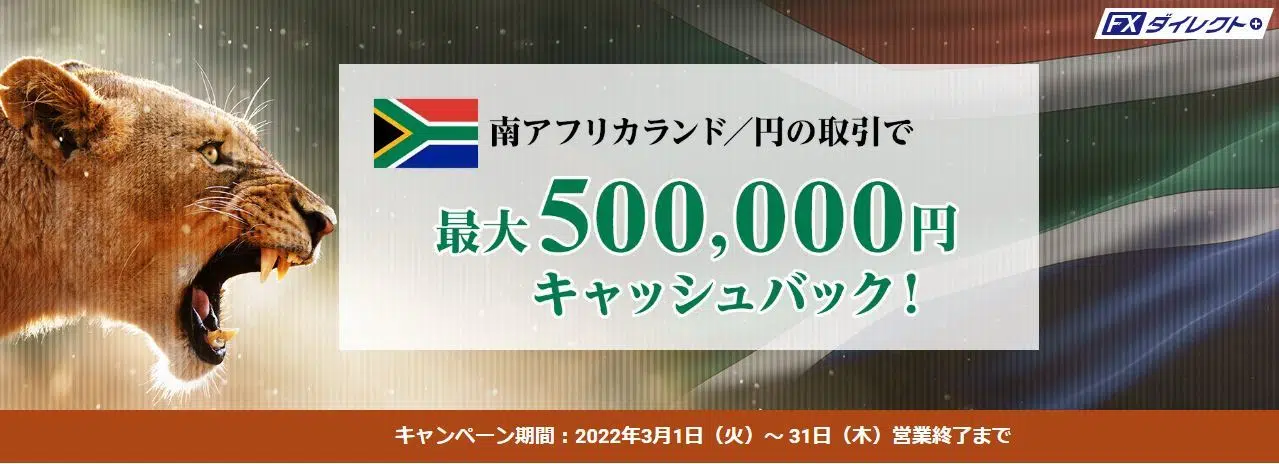 FXダイレクト+
南アフリカランド／円の取引で
最大500,000円
キャッシュバック！
キャンペーン期間：2022年3月1日（火）～31日（木）営業終了まで